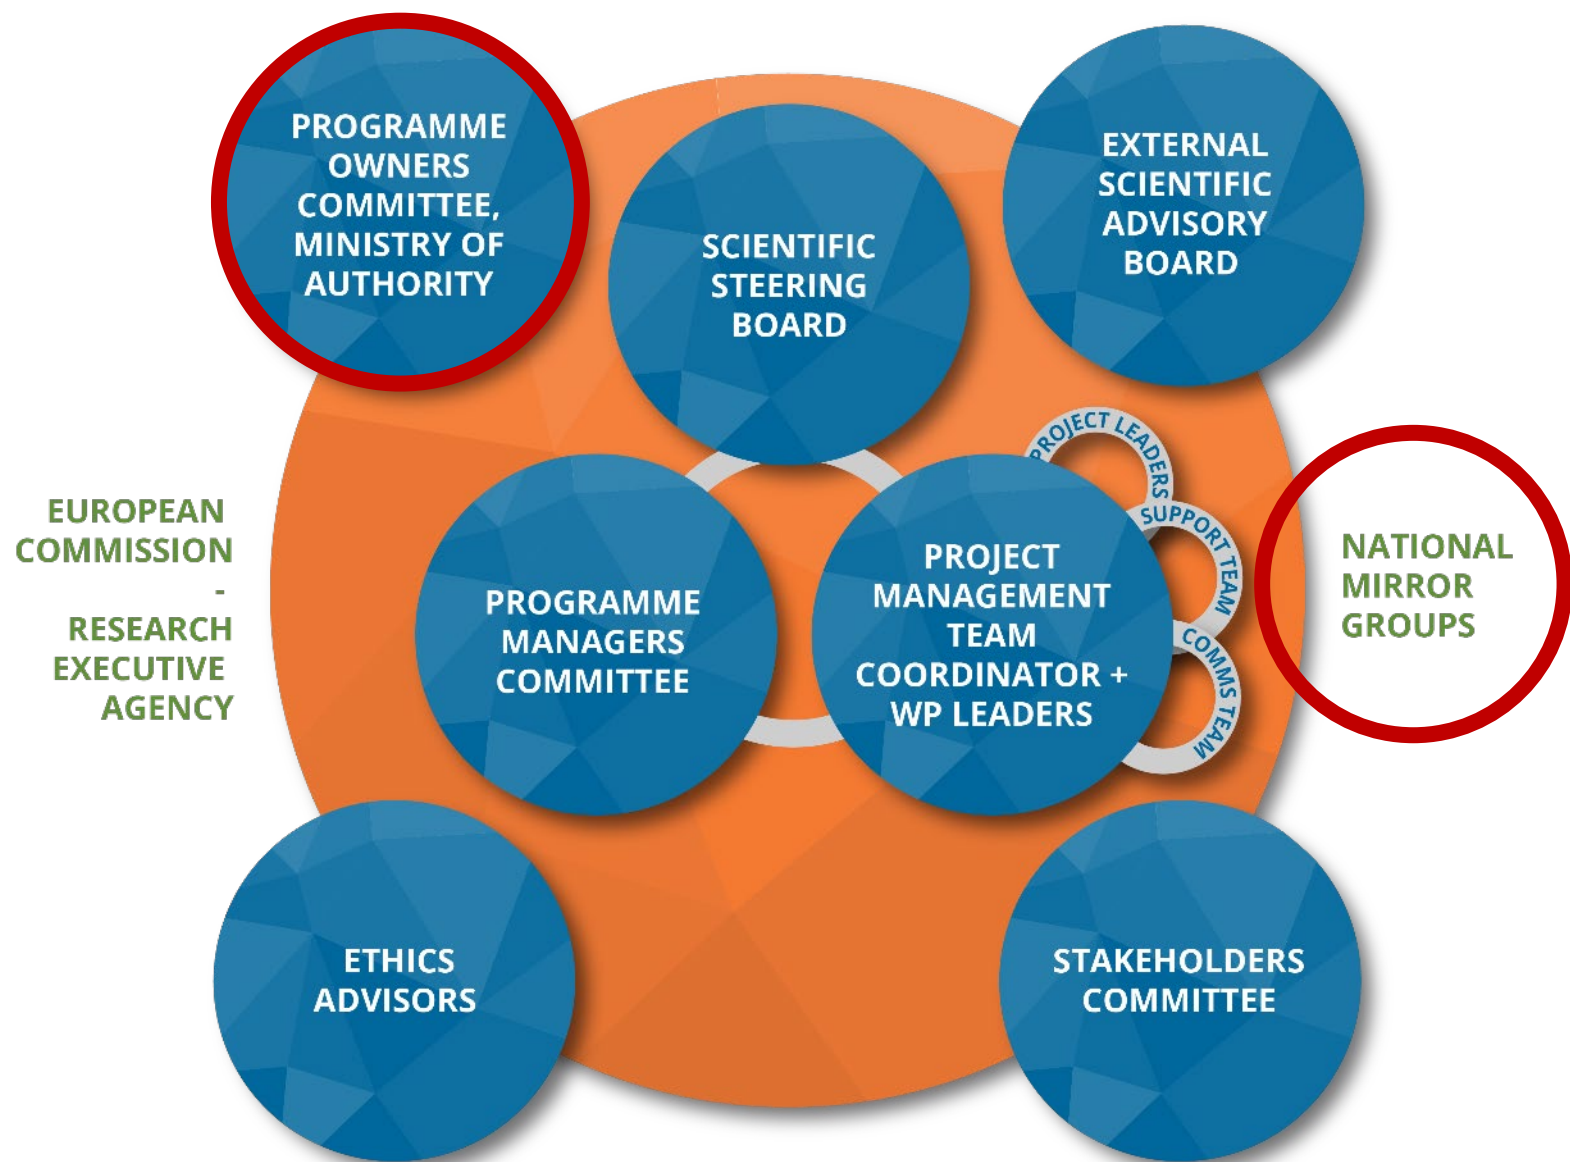 PROGRAMME
OWNERS
COMMITTEE,
MINISTRY OF
AUTHORITY
SCIENTIFIC
STEERING
BOARD
EXTERNAL
SCIENTIFIC
ADVISORY
BOARD
EUROPEAN
COMMISSION
-
RESEARCH
EXECUTIVE
AGENCY
PROGRAMME
MANAGERS
COMMITTEE
PROJECT
MANAGEMENT
TEAM
COORDINATOR +
WP LEADERS
PROJECT LEADERS
SUPPORT TEAM
COMMS TEAM
NATIONAL
MIRROR
GROUPS
ETHICS
ADVISORS
STAKEHOLDERS
COMMITTEE